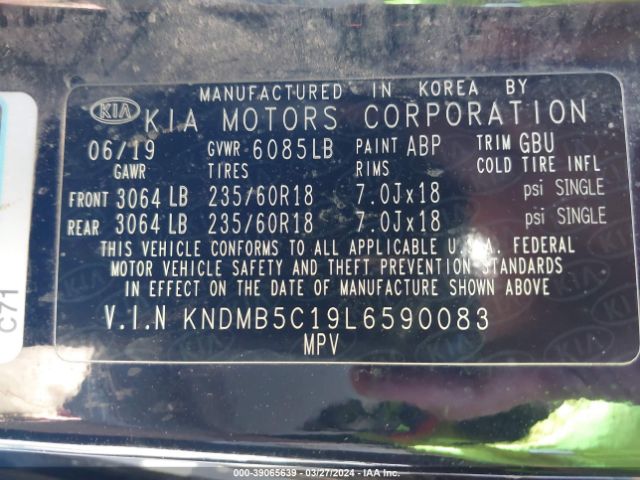 MANUFACTURED IN KOREA BY
KIA KIA MOTORS CORPORATION
06/19 GVWR 6085LB PAINT ABP TRIM GBU
GAWR TIRES RIMS COLD TIRE INFL
FRONT 3064 LB 235/60R18 7.0Jx18 psi SINGLE
REAR 3064 LB 235/60R18 7.0Jx18 psi SINGLE
THIS VEHICLE CONFORMS TO ALL APPLICABLE U.S.A. FEDERAL
MOTOR VEHICLE SAFETY AND THEFT PREVENTION STANDARDS
IN EFFECT ON THE DATE OF MANUFACTURE SHOWN ABOVE
V.I.N KNDMB5C19L6590083
MPV
C71
000-39065639 - 03/27/2024 - IAA Inc.